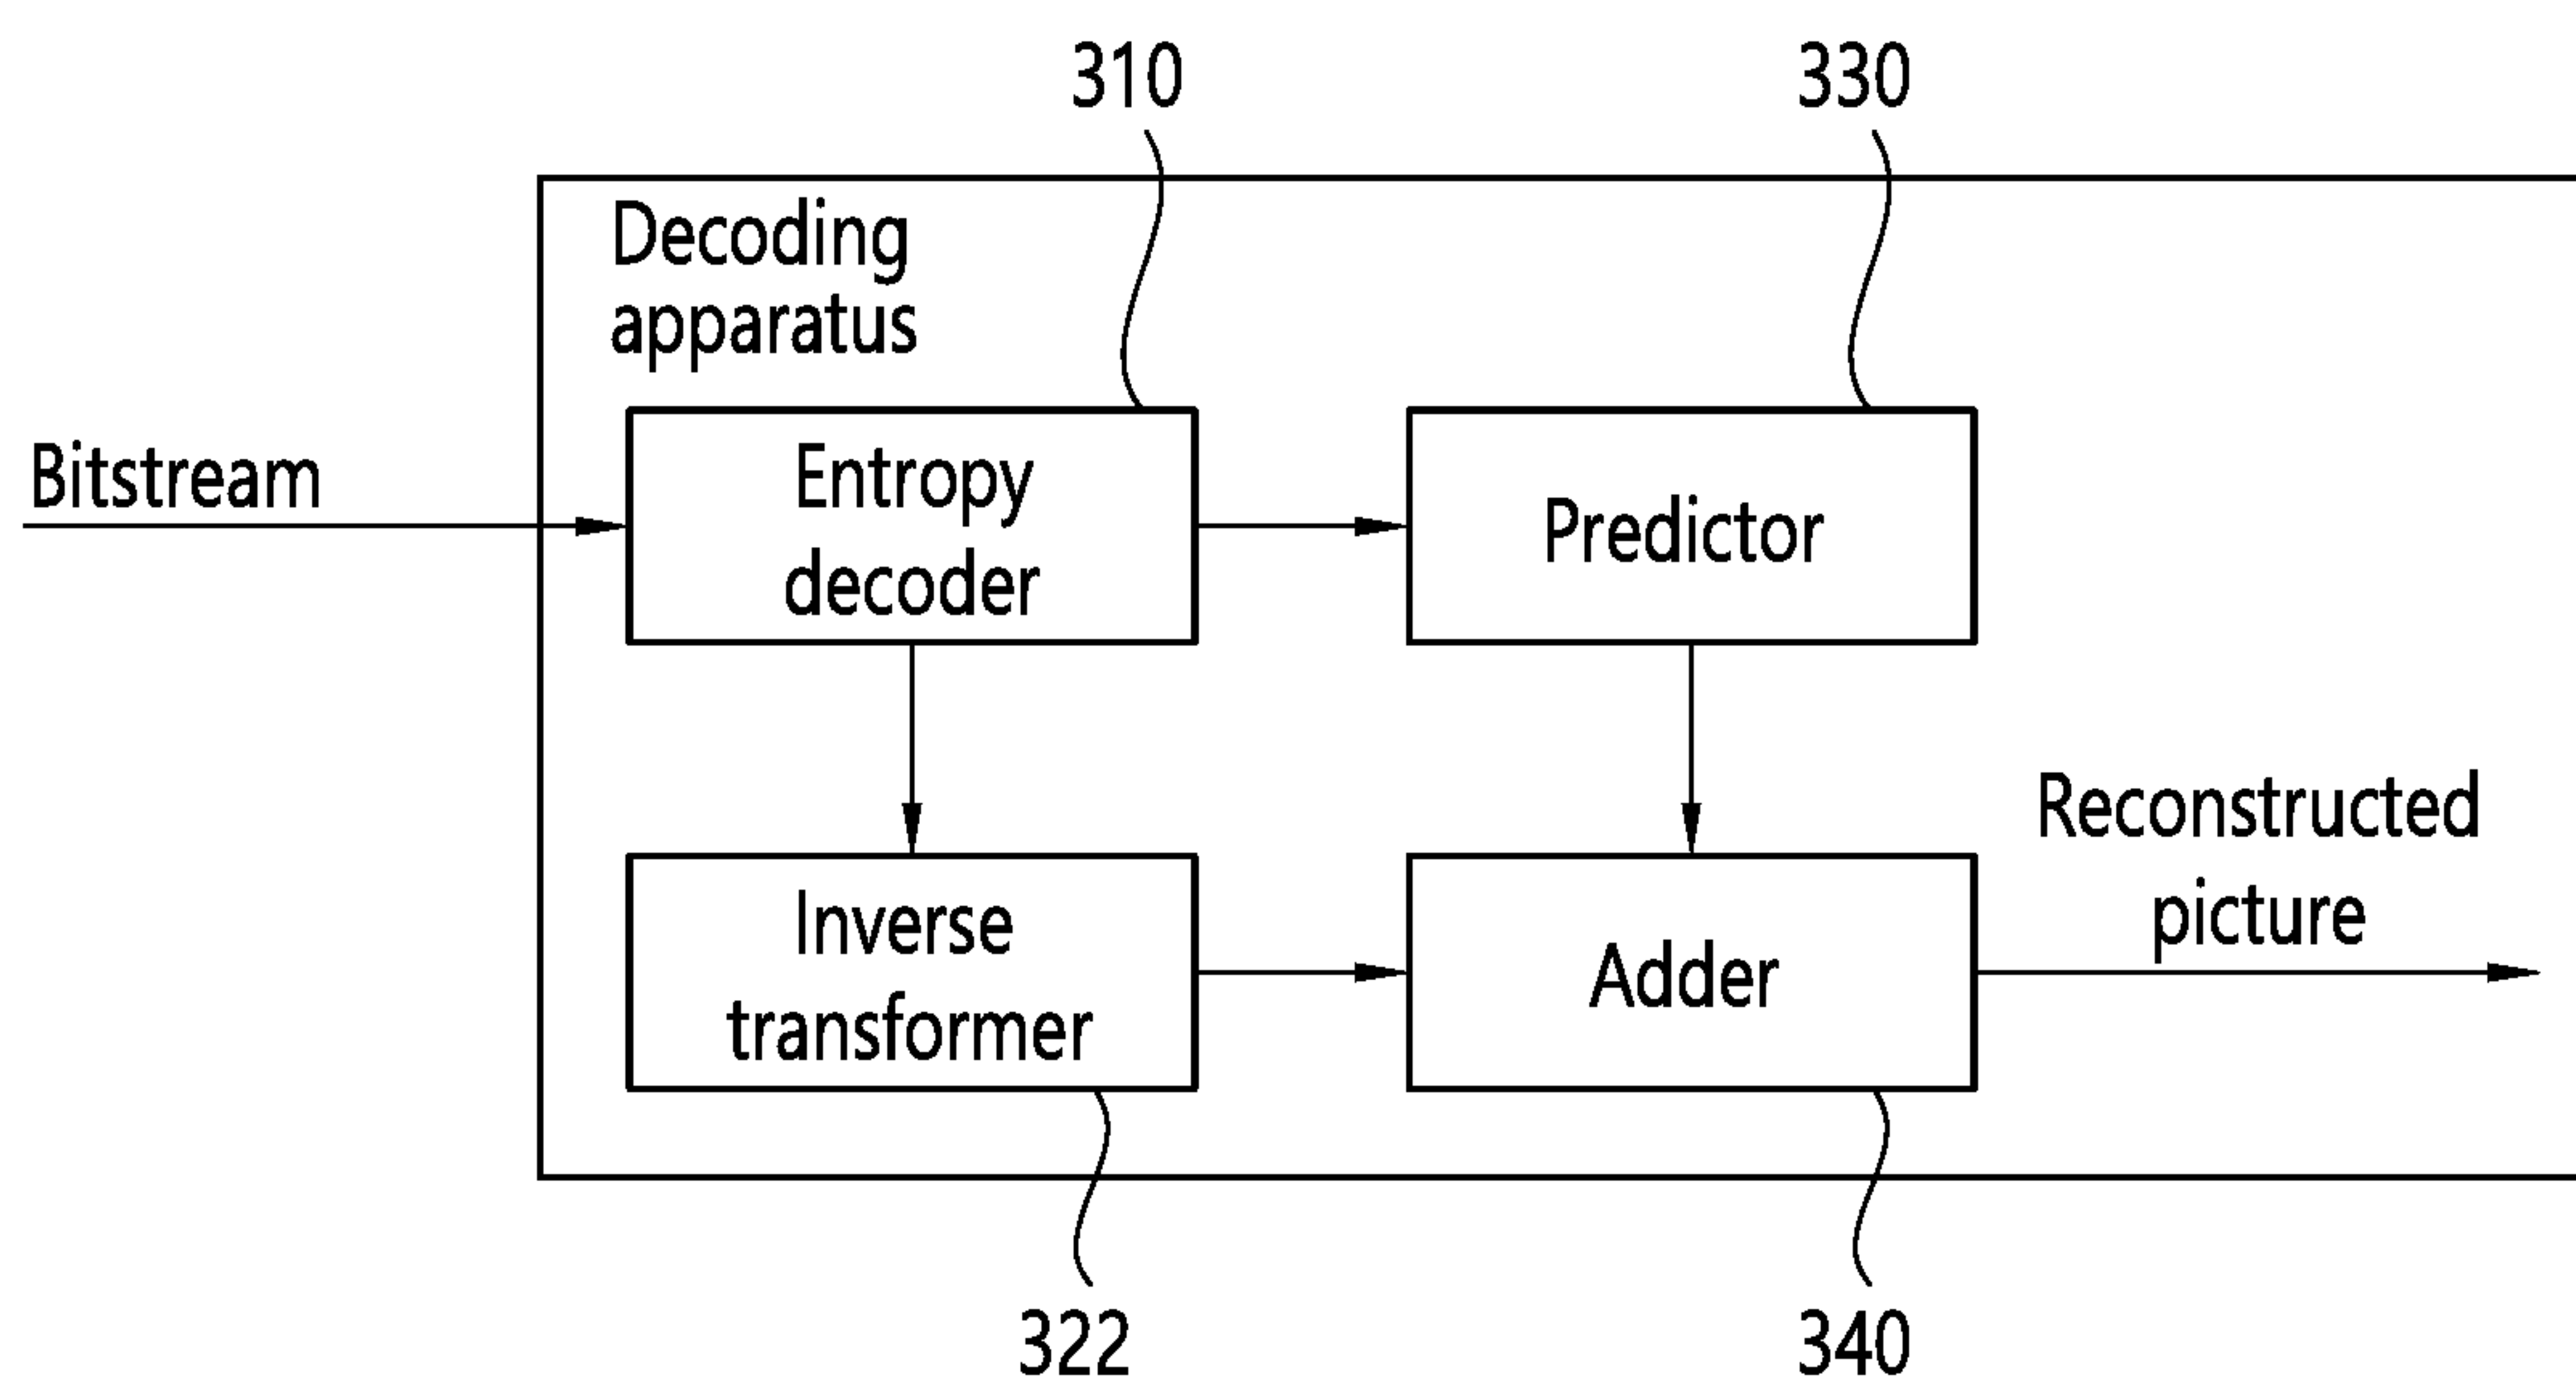 310
330
Decoding
apparatus
Bitstream
Entropy
decoder
Predictor
Reconstructed
picture
Inverse
transformer
Adder
322
340